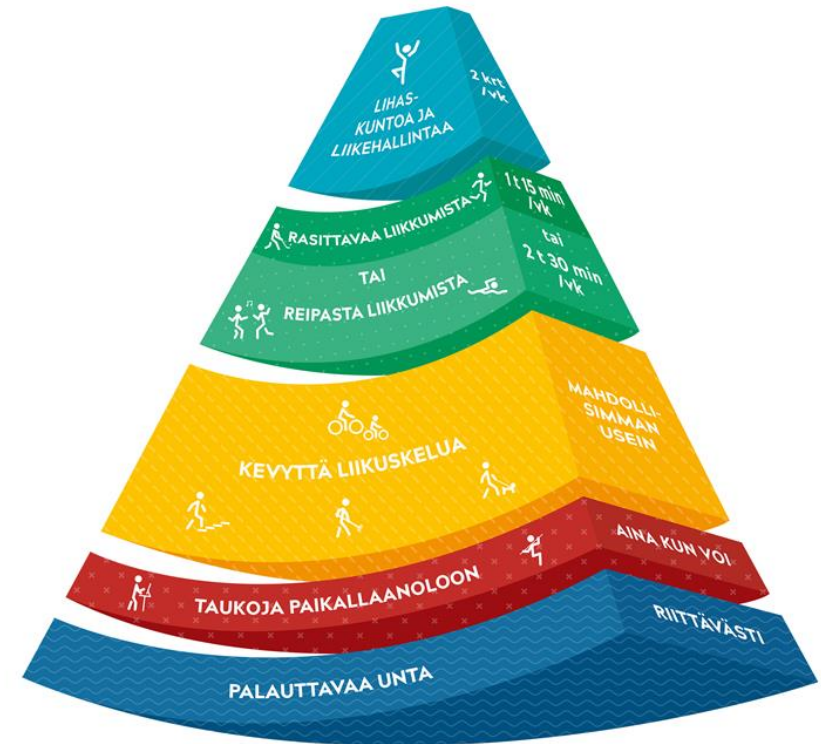 LIHAS-
KUNTOA JA
LIIKEHALLINTAA
2 krt
/vk
RASITTAVAA LIIKKUMISTA
1 t 15 min
/vk
TAI
tai
REIPASTA LIIKKUMISTA
2 t 30 min
/vk
KEVYTTÄ LIIKUSKELUA
MAHDOLLI-
SIMMAN
USEIN
TAUKOJA PAIKALLAANOLOON
AINA KUN VOI
PALAUTTAVAA UNTA
RIITTÄVÄSTI